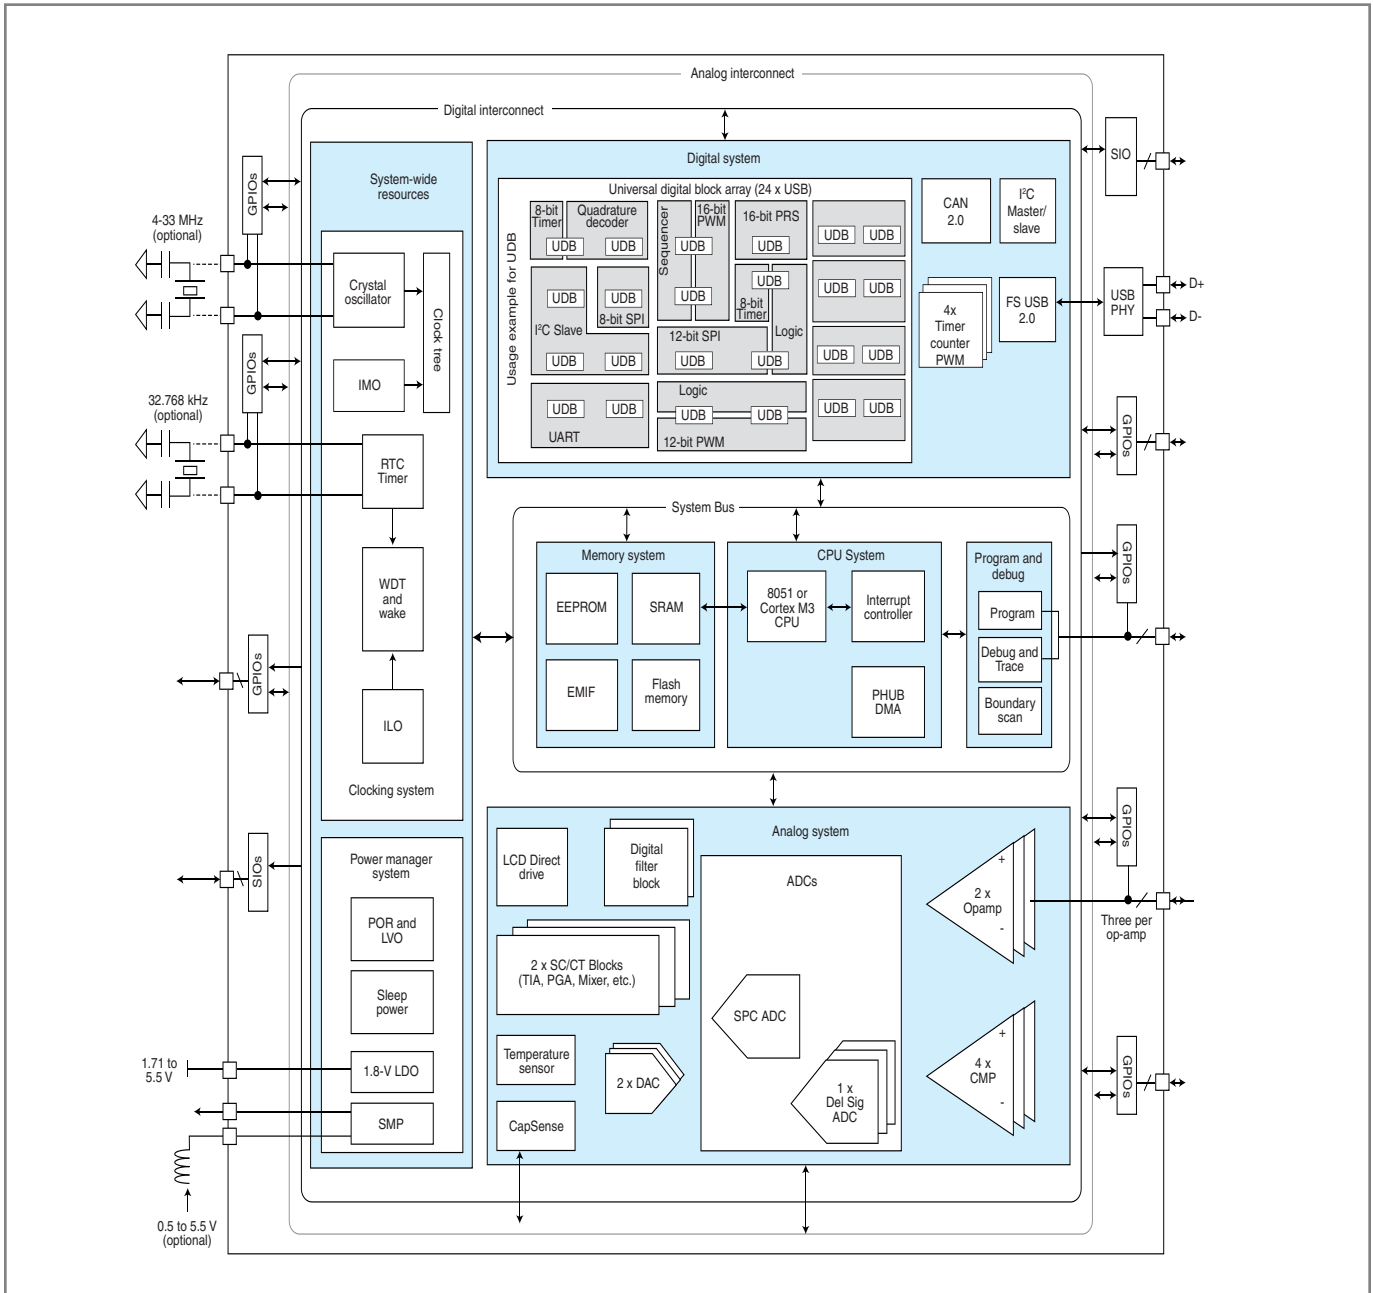 Analog interconnect
Digital interconnect
System-wide
resources
GPIOs
4-33 MHz
(optional)
Crystal
oscillator
Clock tree
IMO
GPIOs
32.768 kHz
(optional)
RTC
Timer
WDT
and
wake
ILO
Clocking system
GPIOs
SIOs
Power manager
system
POR and
LVO
Sleep
power
1.8-V LDO
SMP
1.71 to
5.5 V
0.5 to 5.5 V
(optional)
Digital system
Universal digital block array (24 x USB)
Usage example for UDB
8-bit
Timer
Quadrature
decoder
UDB
UDB
Sequencer
16-bit
PWM
UDB
16-bit PRS
UDB
UDB
UDB
UDB
I²C Slave
UDB
8-bit SPI
UDB
UDB
8-bit
Timer
Logic
UDB
UDB
UDB
UDB
12-bit SPI
UDB
UDB
UDB
UDB
UDB
UDB
UART
Logic
UDB
UDB
12-bit PWM
UDB
UDB
CAN
2.0
I²C
Master/
slave
4x
Timer
counter
PWM
FS USB
2.0
SIO
USB
PHY
D+
D-
GPIOs
System Bus
Memory system
EEPROM
SRAM
EMIF
Flash
memory
CPU System
8051 or
Cortex M3
CPU
Interrupt
controller
PHUB
DMA
Program and
debug
Program
Debug and
Trace
Boundary
scan
GPIOs
Analog system
LCD Direct
drive
Digital
filter
block
ADCs
2 x SC/CT Blocks
(TIA, PGA, Mixer, etc.)
SPC ADC
Temperature
sensor
2 x DAC
1 x
Del Sig
ADC
CapSense
+
2 x
Opamp
-
+
4 x
CMP
-
GPIOs
Three per
op-amp
GPIOs